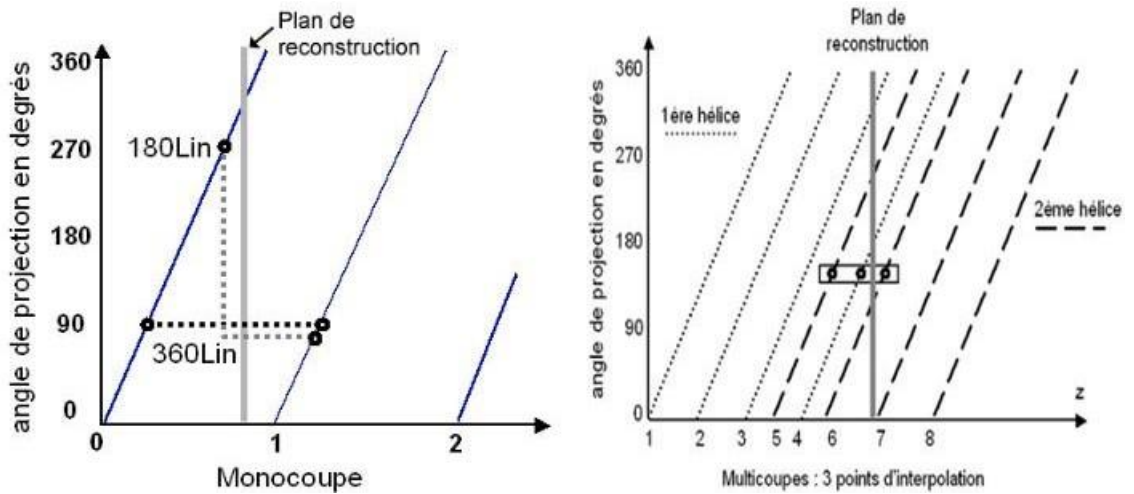 Plan de
reconstruction
angle de projection en degrés
360
270
180
90
0
180Lin
360Lin
0
1
2
Monocoupe
Plan de
reconstruction
angle de projection en degrés
360
270
180
90
0
1ère hélice
2éme hélice
z
1 2 3 5 4 6 7 8
Multicoupes : 3 points d'interpolation